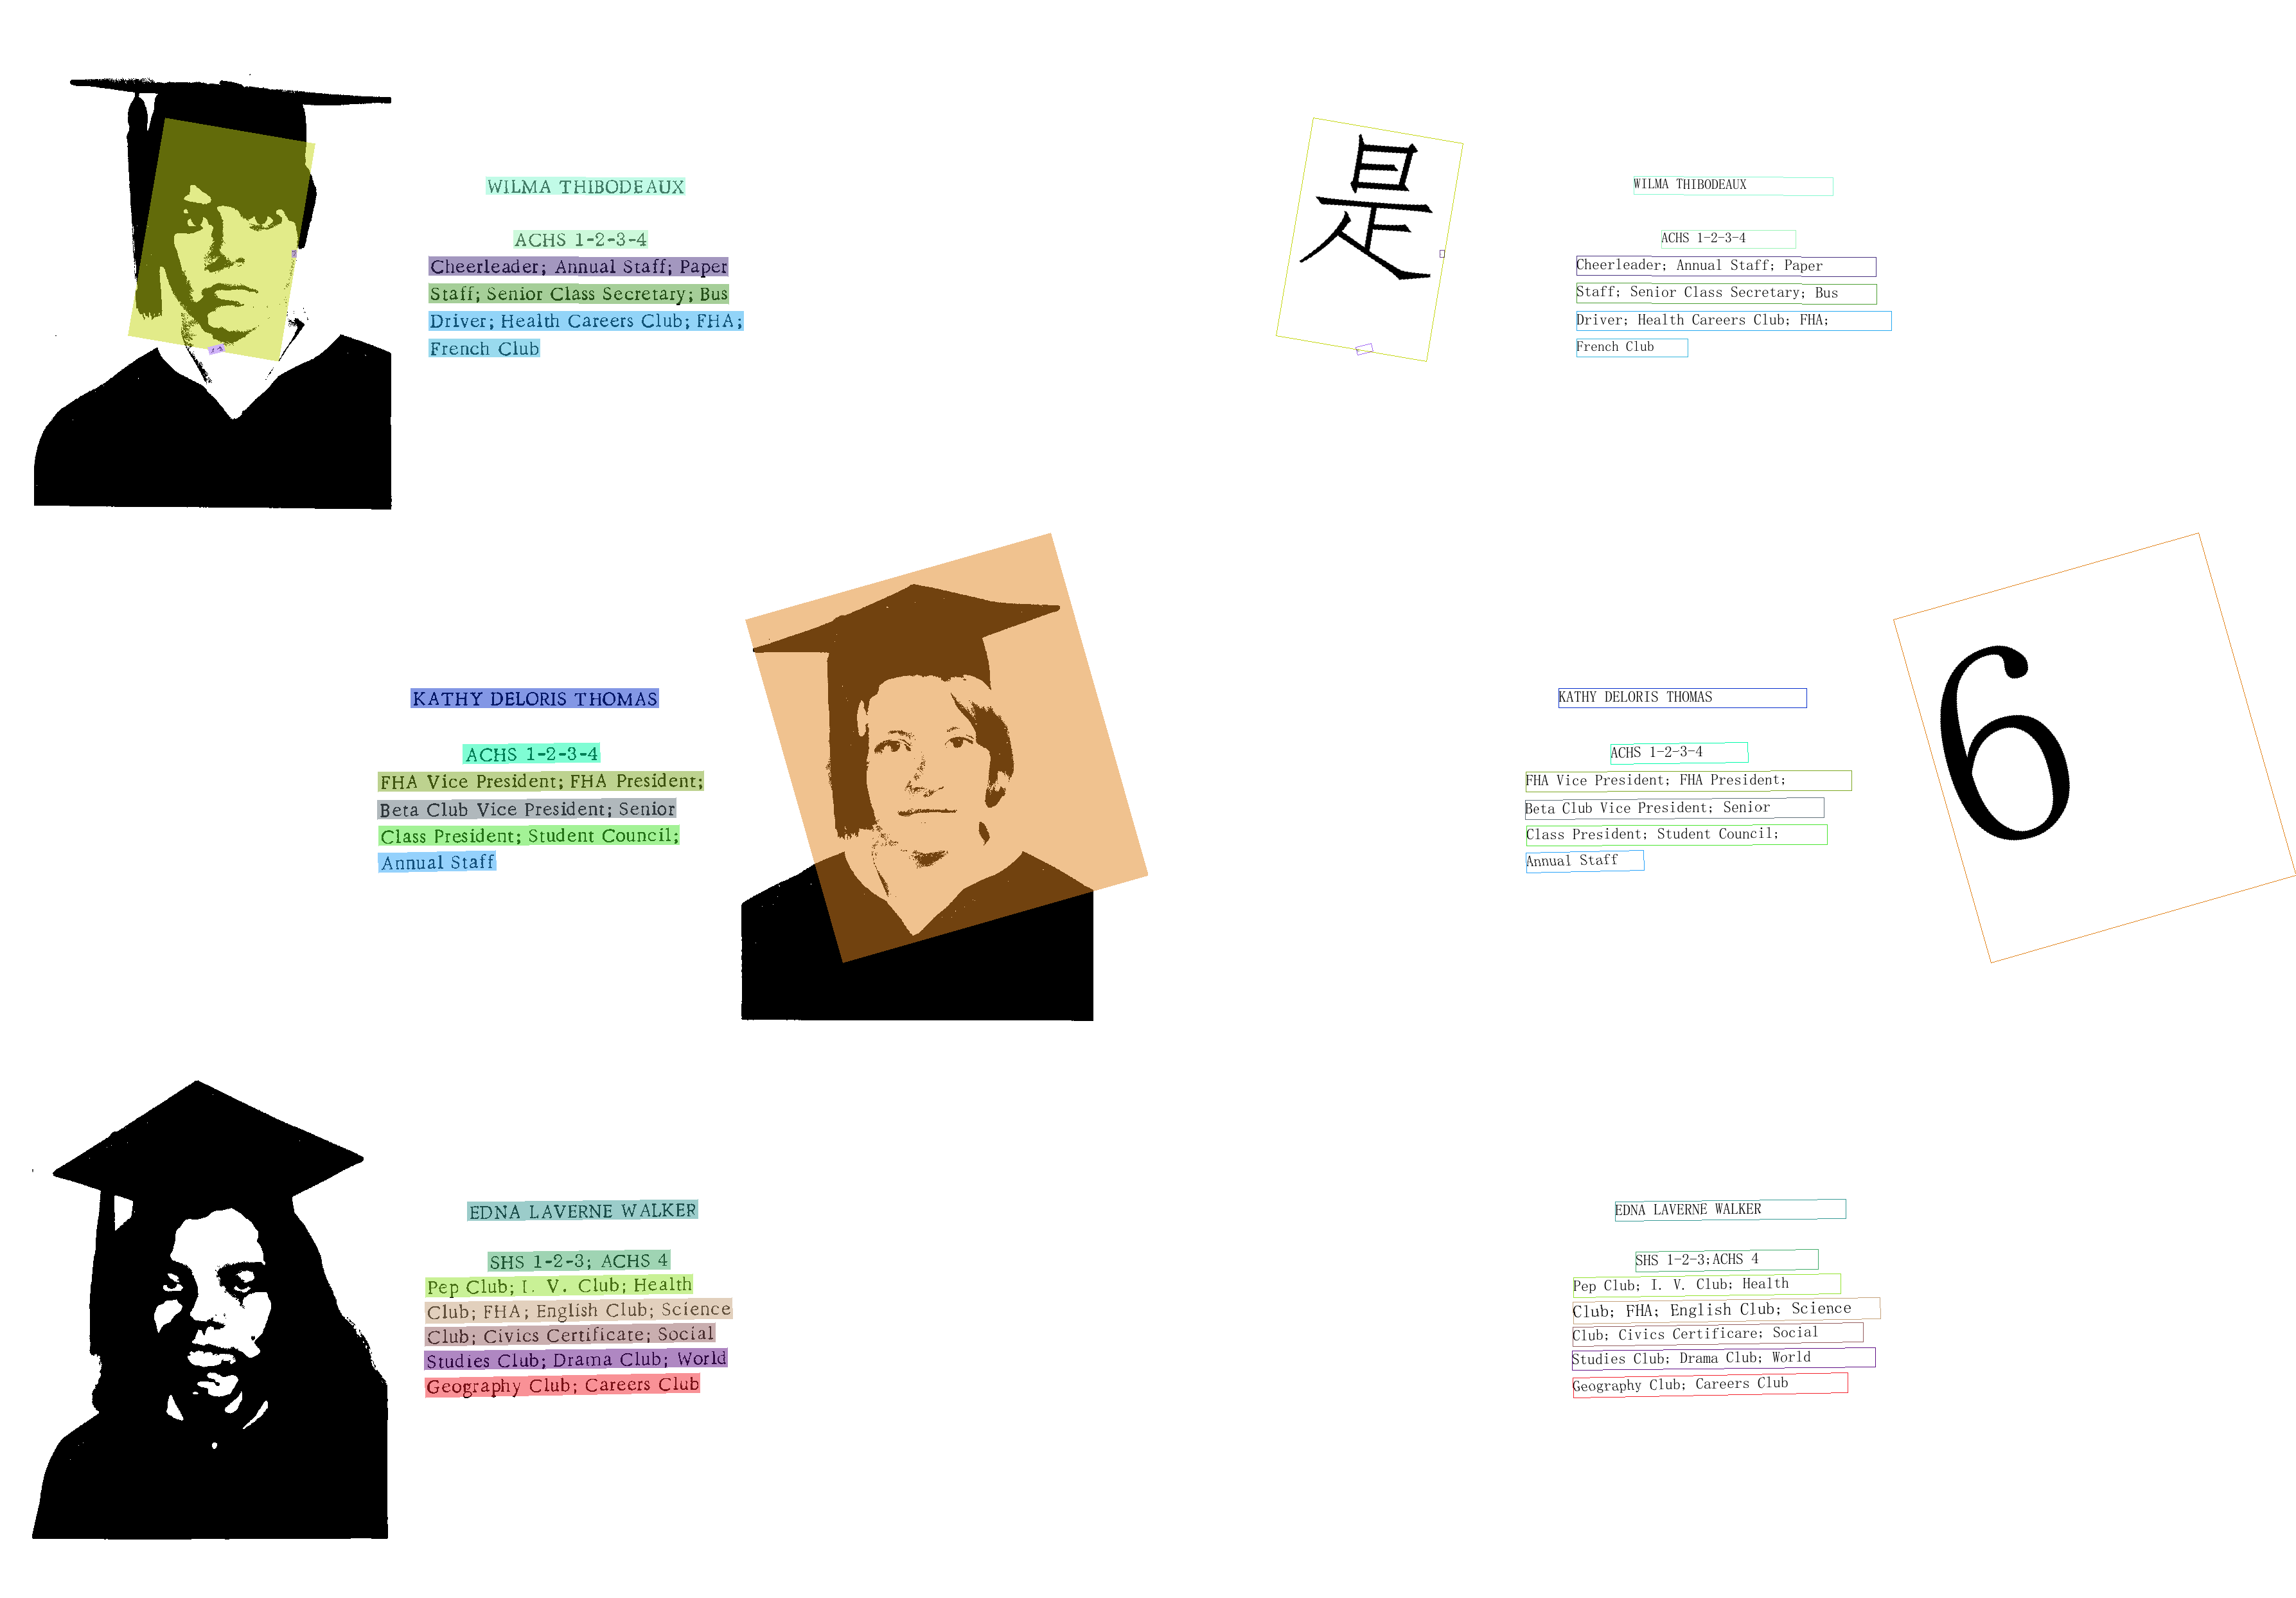 WILMA THIBODEAUX
ACHS 1-2-3-4
Cheerleader; Annual Staff; Paper
Staff; Senior Class Secretary; Bus
Driver; Health Careers Club; FHA;
French Club
是
WILMA THIBODEAUX
ACHS 1-2-3-4
Cheerleader; Annual Staff; Paper
Staff; Senior Class Secretary; Bus
Driver; Health Careers Club; FHA;
French Club
KATHY DELORIS THOMAS
ACHS 1-2-3-4
FHA Vice President; FHA President;
Beta Club Vice President; Senior
Class President; Student Council;
Annual Staff
KATHY DELORIS THOMAS
ACHS 1-2-3-4
FHA Vice President; FHA President;
Beta Club Vice President; Senior
Class President; Student Council;
Annual Staff
6
EDNA LAVERNE WALKER
SHS 1-2-3; ACHS 4
Pep Club; I. V. Club; Health
Club; FHA; English Club; Science
Club; Civics Certificate; Social
Studies Club; Drama Club; World
Geography Club; Careers Club
EDNA LAVERNE WALKER
SHS 1-2-3;ACHS 4
Pep Club; I. V. Club; Health
Club; FHA; English Club; Science
Club; Civics Certificare; Social
Studies Club; Drama Club; World
Geography Club; Careers Club